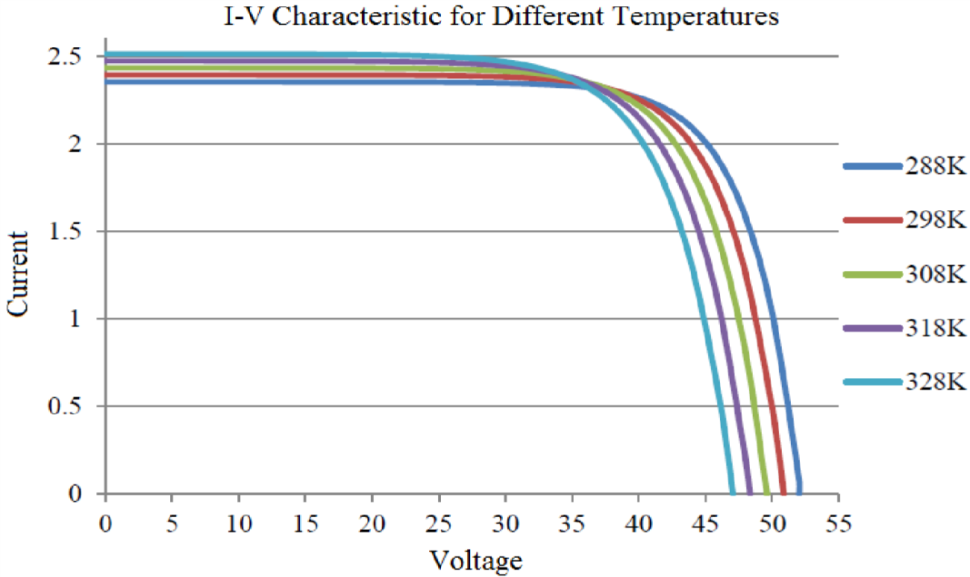 I-V Characteristic for Different Temperatures
2.5
2
1.5
1
0.5
0
Current
0 5 10 15 20 25 30 35 40 45 50 55
Voltage
288K
298K
308K
318K
328K